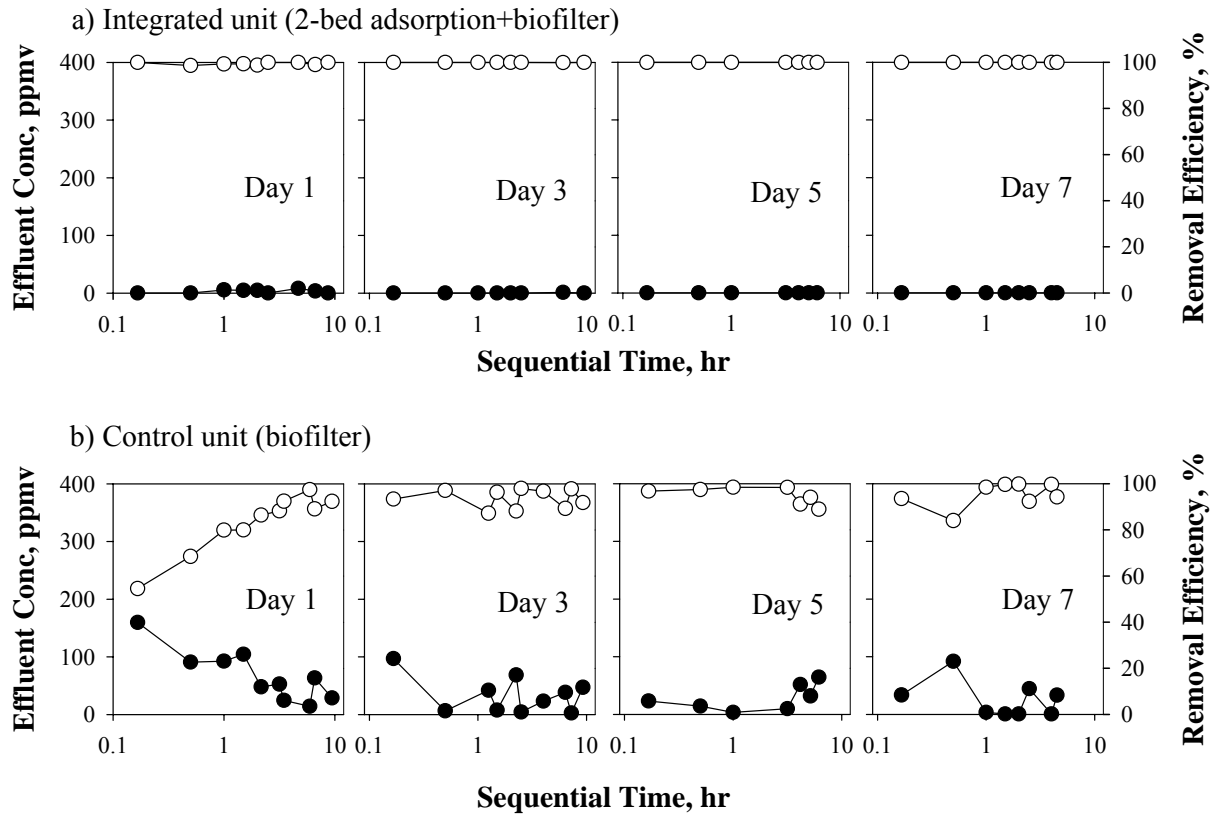 a) Integrated unit (2-bed adsorption+biofilter)
Effluent Conc, ppmv
400
300
200
100
0
Day 1
Day 3
Day 5
Day 7
100
80
60
40
20
0
Removal Efficiency, %
0.1 1 10 0.1 1 10 0.1 1 10 0.1 1 10
Sequential Time, hr
b) Control unit (biofilter)
Effluent Conc, ppmv
400
300
200
100
0
Day 1
Day 3
Day 5
Day 7
100
80
60
40
20
0
Removal Efficiency, %
0.1 1 10 0.1 1 10 0.1 1 10 0.1 1 10
Sequential Time, hr